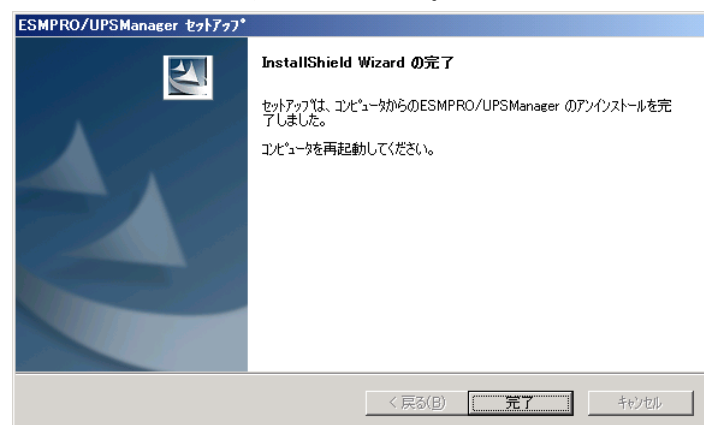 ESMPRO/UPSManager ｾｯﾄｱｯﾌﾟ
InstallShield Wizard の完了
ｾｯﾄｱｯﾌﾟは、ｺﾝﾋﾟｭｰﾀからのESMPRO/UPSManager のｱﾝｲﾝｽﾄｰﾙを完
了しました。
ｺﾝﾋﾟｭｰﾀを再起動してください。
< 戻る(B)
完了
ｷｬﾝｾﾙ